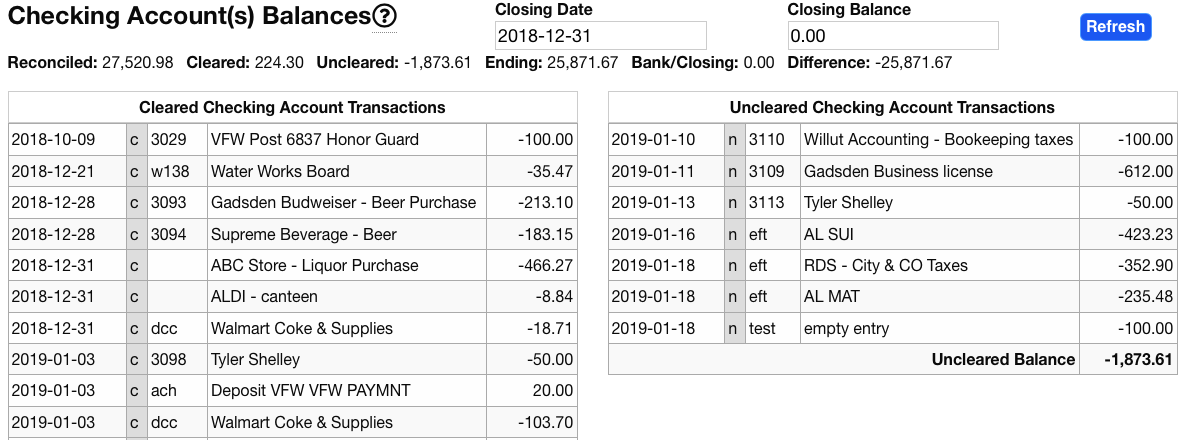 Checking Account(s) Balances?
Closing Date
Closing Balance
2018-12-31
0.00
Refresh
Reconciled: 27,520.98 Cleared: 224.30 Uncleared: -1,873.61 Ending: 25,871.67 Bank/Closing: 0.00 Difference: -25,871.67
Cleared Checking Account Transactions
2018-10-09 c 3029 VFW Post 6837 Honor Guard -100.00
2018-12-21 c w138 Water Works Board -35.47
2018-12-28 c 3093 Gadsden Budweiser - Beer Purchase -213.10
2018-12-28 c 3094 Supreme Beverage - Beer -183.15
2018-12-31 c ABC Store - Liquor Purchase -466.27
2018-12-31 c ALDI - canteen -8.84
2018-12-31 c dcc Walmart Coke & Supplies -18.71
2019-01-03 c 3098 Tyler Shelley -50.00
2019-01-03 c ach Deposit VFW VFW PAYMNT 20.00
2019-01-03 c dcc Walmart Coke & Supplies -103.70
Uncleared Checking Account Transactions
2019-01-10 n 3110 Willut Accounting - Bookeeping taxes -100.00
2019-01-11 n 3109 Gadsden Business license -612.00
2019-01-13 n 3113 Tyler Shelley -50.00
2019-01-16 n eft AL SUI -423.23
2019-01-18 n eft RDS - City & CO Taxes -352.90
2019-01-18 n eft AL MAT -235.48
2019-01-18 n test empty entry -100.00
Uncleared Balance -1,873.61